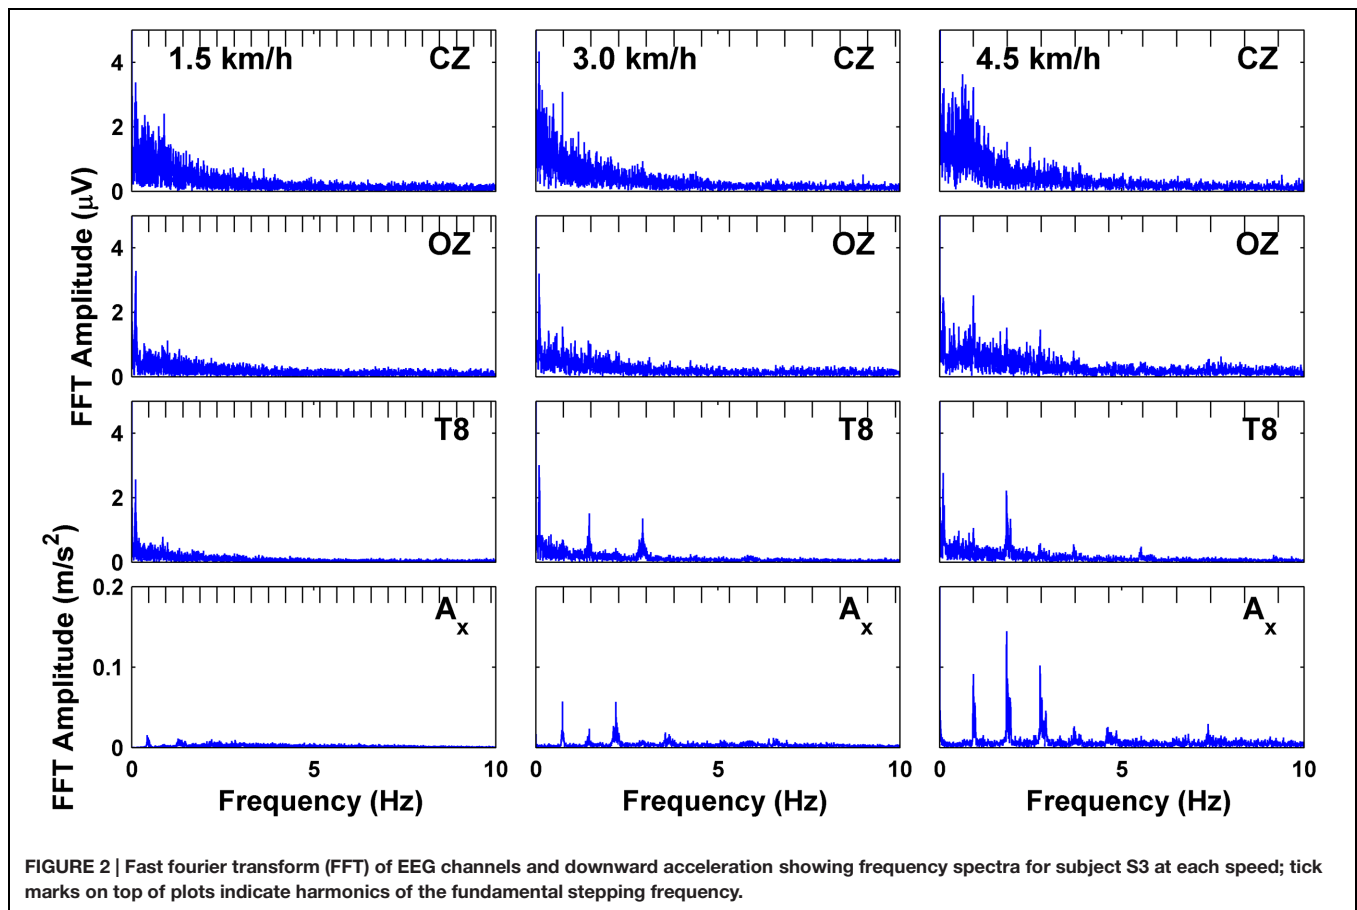 1.5 km/h CZ 3.0 km/h CZ 4.5 km/h CZ
4
2
0
OZ OZ OZ
4
2
0
T8 T8 T8
4
2
0
FFT Amplitude (μV)
Ax Ax Ax
0.2
0.1
0
FFT Amplitude (m/s²)
0 5 10 0 5 10 0 5 10
Frequency (Hz) Frequency (Hz) Frequency (Hz)
FIGURE 2 | Fast fourier transform (FFT) of EEG channels and downward acceleration showing frequency spectra for subject S3 at each speed; tick
marks on top of plots indicate harmonics of the fundamental stepping frequency.